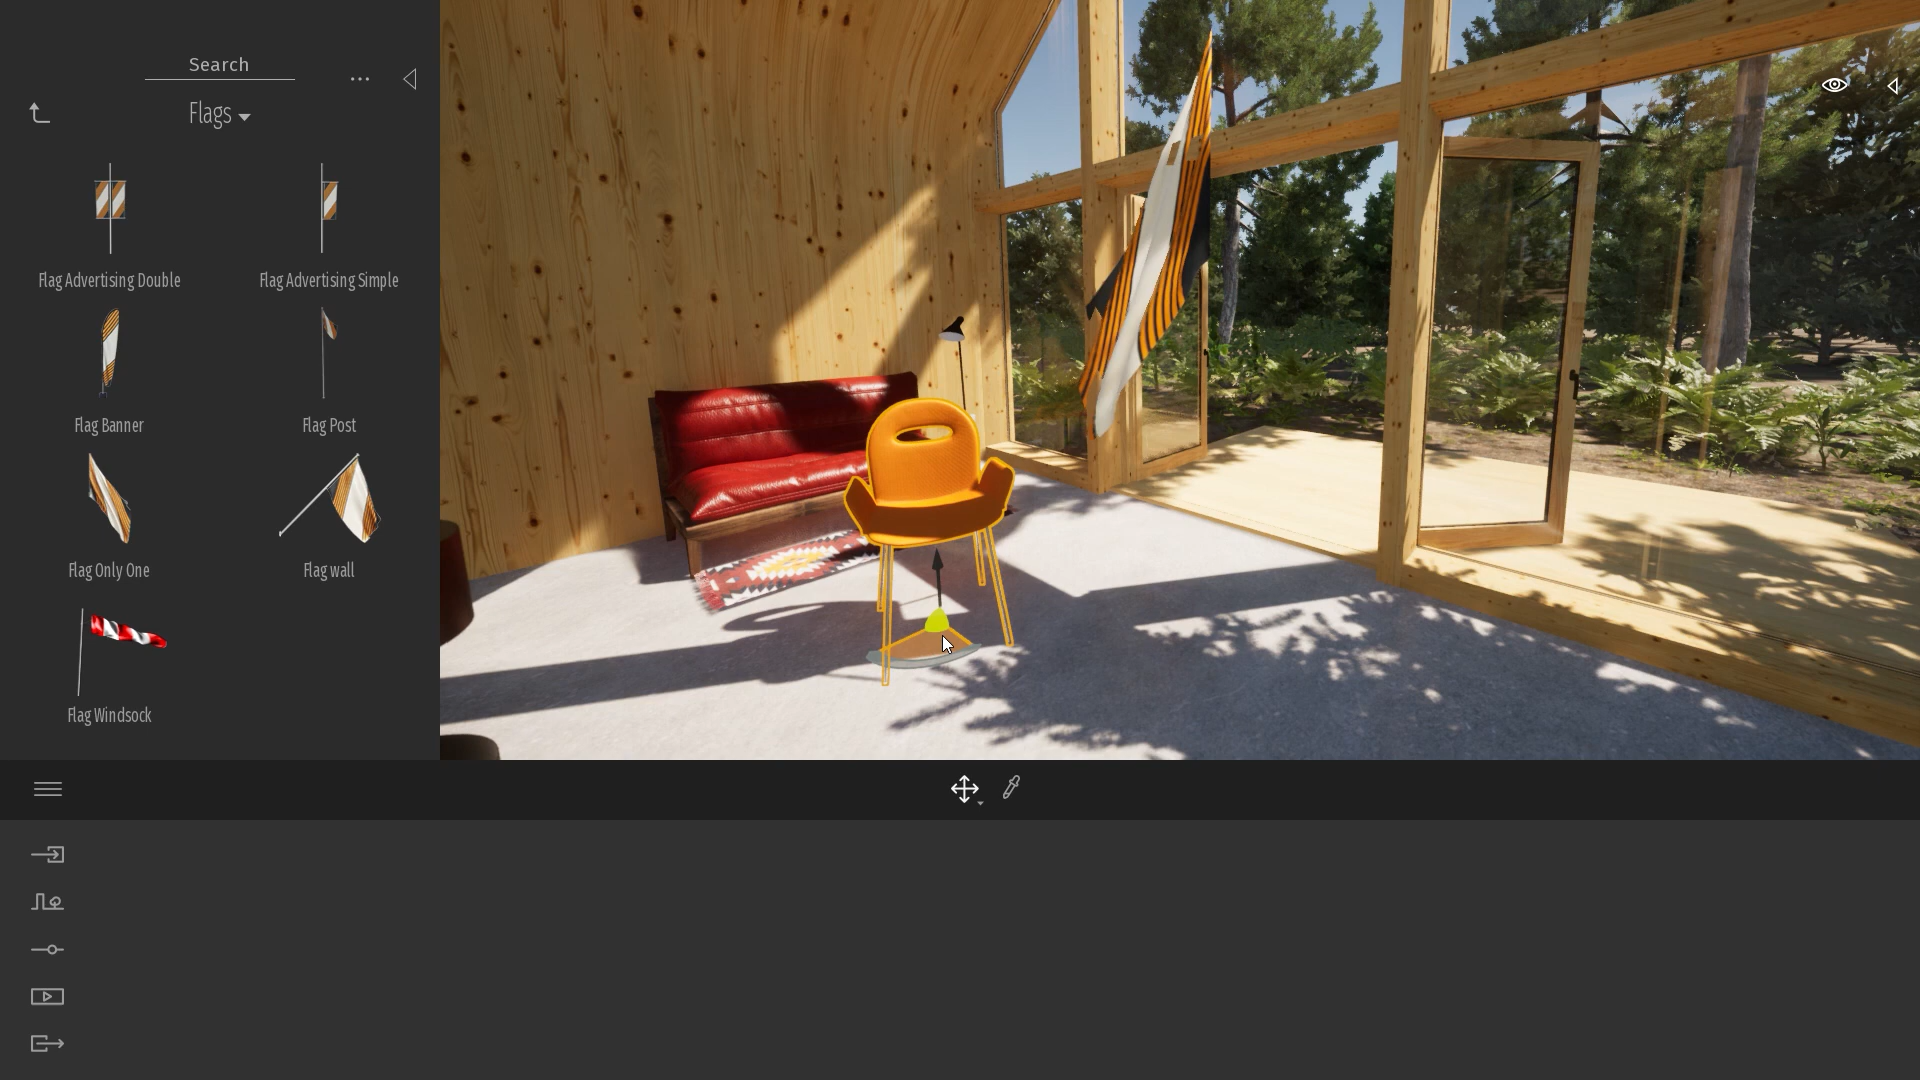 Search
Flags
Flag Advertising Double
Flag Advertising Simple
Flag Banner
Flag Post
Flag Only One
Flag wall
Flag Windsock